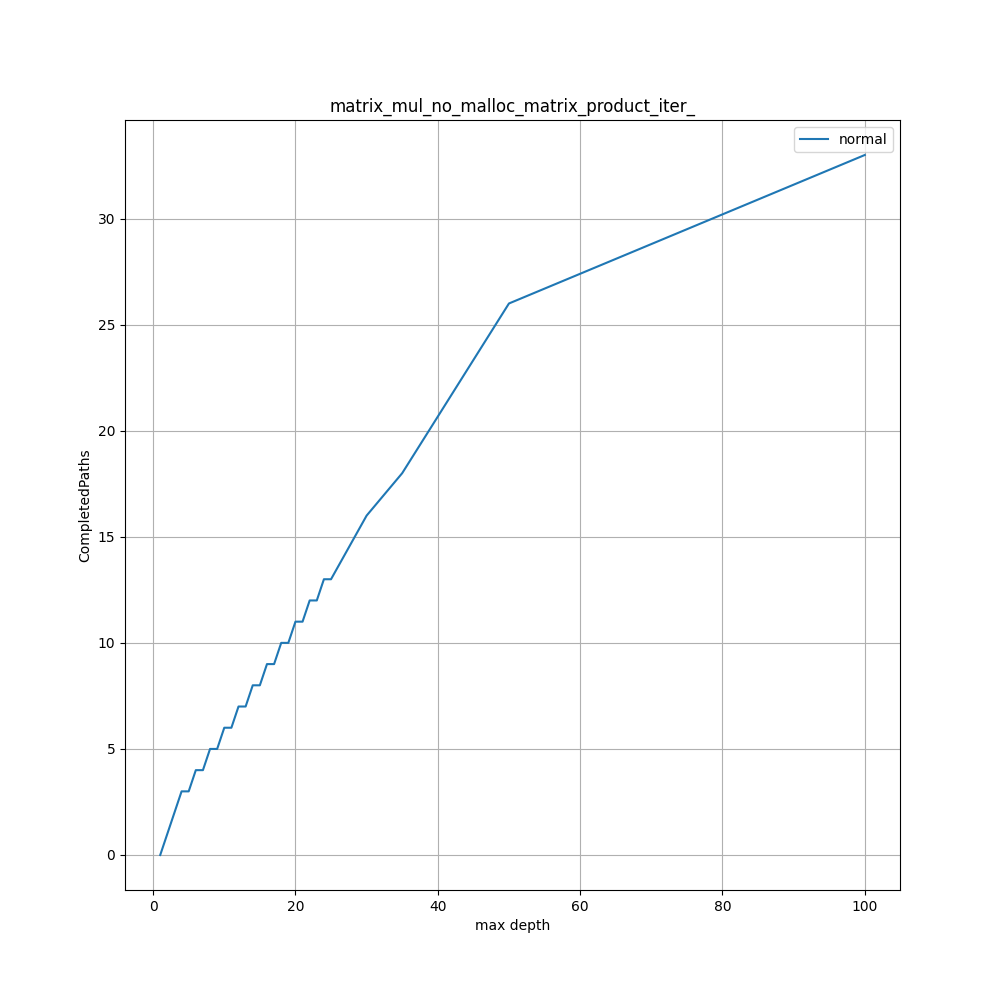 matrix_mul_no_malloc_matrix_product_iter_
normal
CompletedPaths
30
25
20
15
10
5
0
0 20 40 60 80 100
max depth